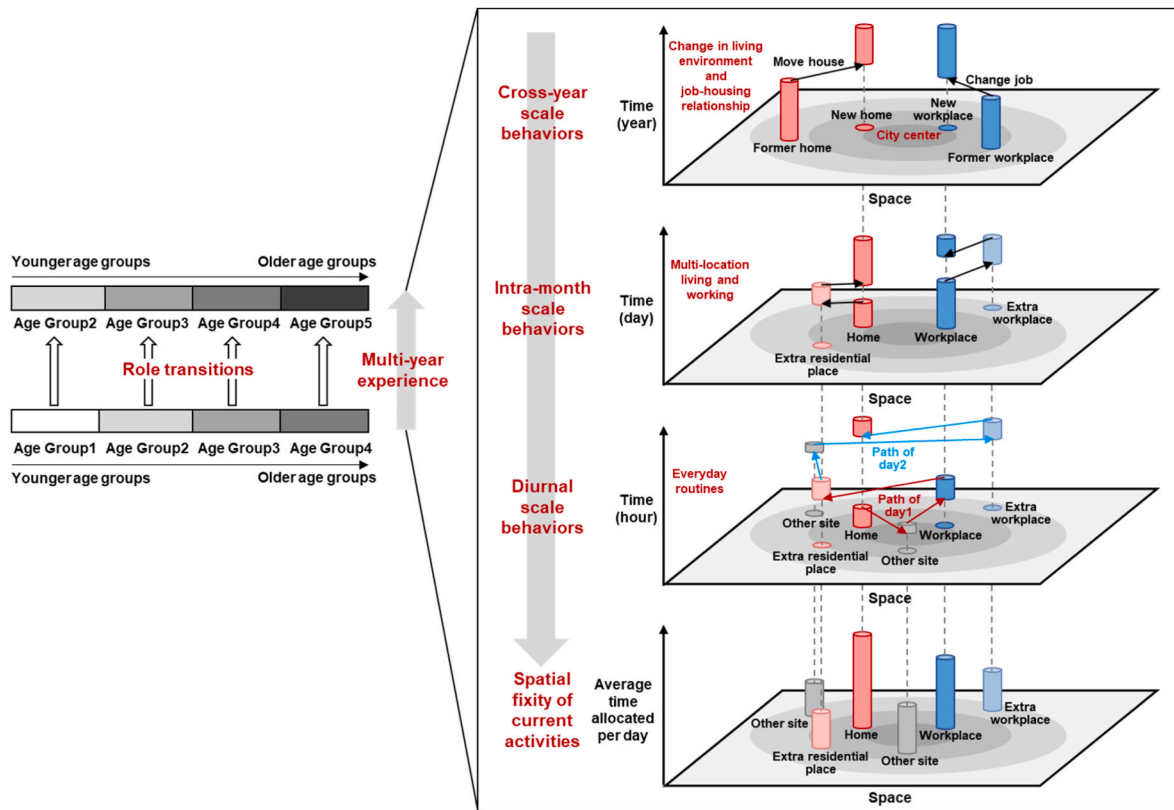 Younger age groups
Older age groups
Age Group2
Age Group3
Age Group4
Age Group5
Role transitions
Multi-year
experience
Age Group1
Age Group2
Age Group3
Age Group4
Younger age groups
Older age groups
Cross-year
scale
behaviors
Time
(year)
Change in living
environment
and
job-housing
relationship
Move house
Change job
New home
New
workplace
City center
Former home
Former workplace
Space
Intra-month
scale
behaviors
Time
(day)
Multi-location
living and
working
Home
Workplace
Extra
workplace
Extra residential
place
Space
Diurnal
scale
behaviors
Time
(hour)
Everyday
routines
Path of
day2
Path of
day1
Other site
Home
Workplace
Extra
workplace
Extra residential
place
Other site
Space
Spatial
fixity of
current
activities
Average
time
allocated
per day
Other site
Home
Workplace
Extra
workplace
Extra residential
place
Other site
Space